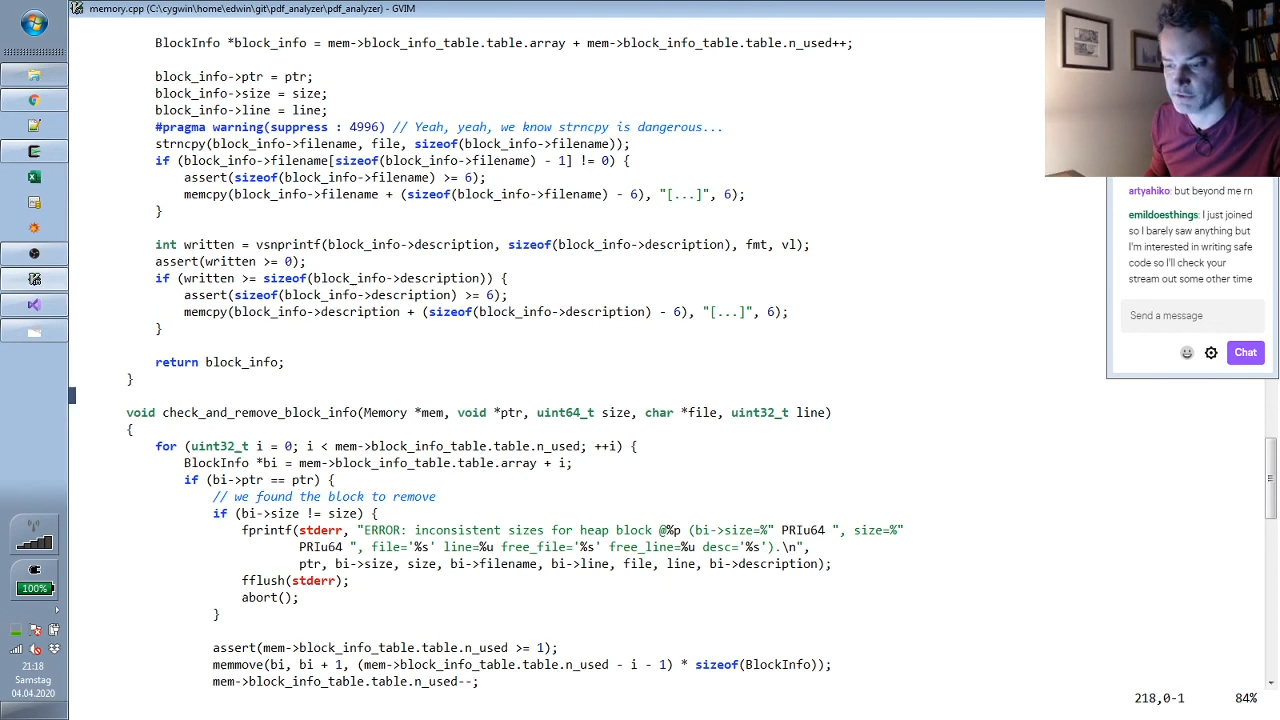 memory.cpp (C:\cygwin\home\edwin\git\pdf_analyzer\pdf_analyzer) - GVIM
BlockInfo *block_info = mem->block_info_table.table.array + mem->block_info_table.table.n_used++;
block_info->ptr = ptr;
block_info->size = size;
block_info->line = line;
#pragma warning(suppress : 4996) // Yeah, yeah, we know strncpy is dangerous...
strncpy(block_info->filename, file, sizeof(block_info->filename));
if (block_info->filename[sizeof(block_info->filename) - 1] != 0) {
assert(sizeof(block_info->filename) >= 6);
memcpy(block_info->filename + (sizeof(block_info->filename) - 6), "[...]", 6);
}
int written = vsnprintf(block_info->description, sizeof(block_info->description), fmt, vl);
assert(written >= 0);
if (written >= sizeof(block_info->description)) {
assert(sizeof(block_info->description) >= 6);
memcpy(block_info->description + (sizeof(block_info->description) - 6), "[...]", 6);
}
return block_info;
}
void check_and_remove_block_info(Memory *mem, void *ptr, uint64_t size, char *file, uint32_t line)
{
for (uint32_t i = 0; i < mem->block_info_table.table.n_used; ++i) {
BlockInfo *bi = mem->block_info_table.table.array + i;
if (bi->ptr == ptr) {
// we found the block to remove
if (bi->size != size) {
fprintf(stderr, "ERROR: inconsistent sizes for heap block @%p (bi->size=%" PRIu64 ", size=%"
PRIu64 ", file='%s' line=%u free_file='%s' free_line=%u desc='%s').\n",
ptr, bi->size, size, bi->filename, bi->line, file, line, bi->description);
fflush(stderr);
abort();
}
assert(mem->block_info_table.table.n_used >= 1);
memmove(bi, bi + 1, (mem->block_info_table.table.n_used - i - 1) * sizeof(BlockInfo));
mem->block_info_table.table.n_used--;
218,0-1 84%
artyahiko: but beyond me rn
emildoesthings: I just joined
so I barely saw anything but
I'm interested in writing safe
code so I'll check your
stream out some other time
Send a message
Chat
100%
21:18
Samstag
04.04.2020